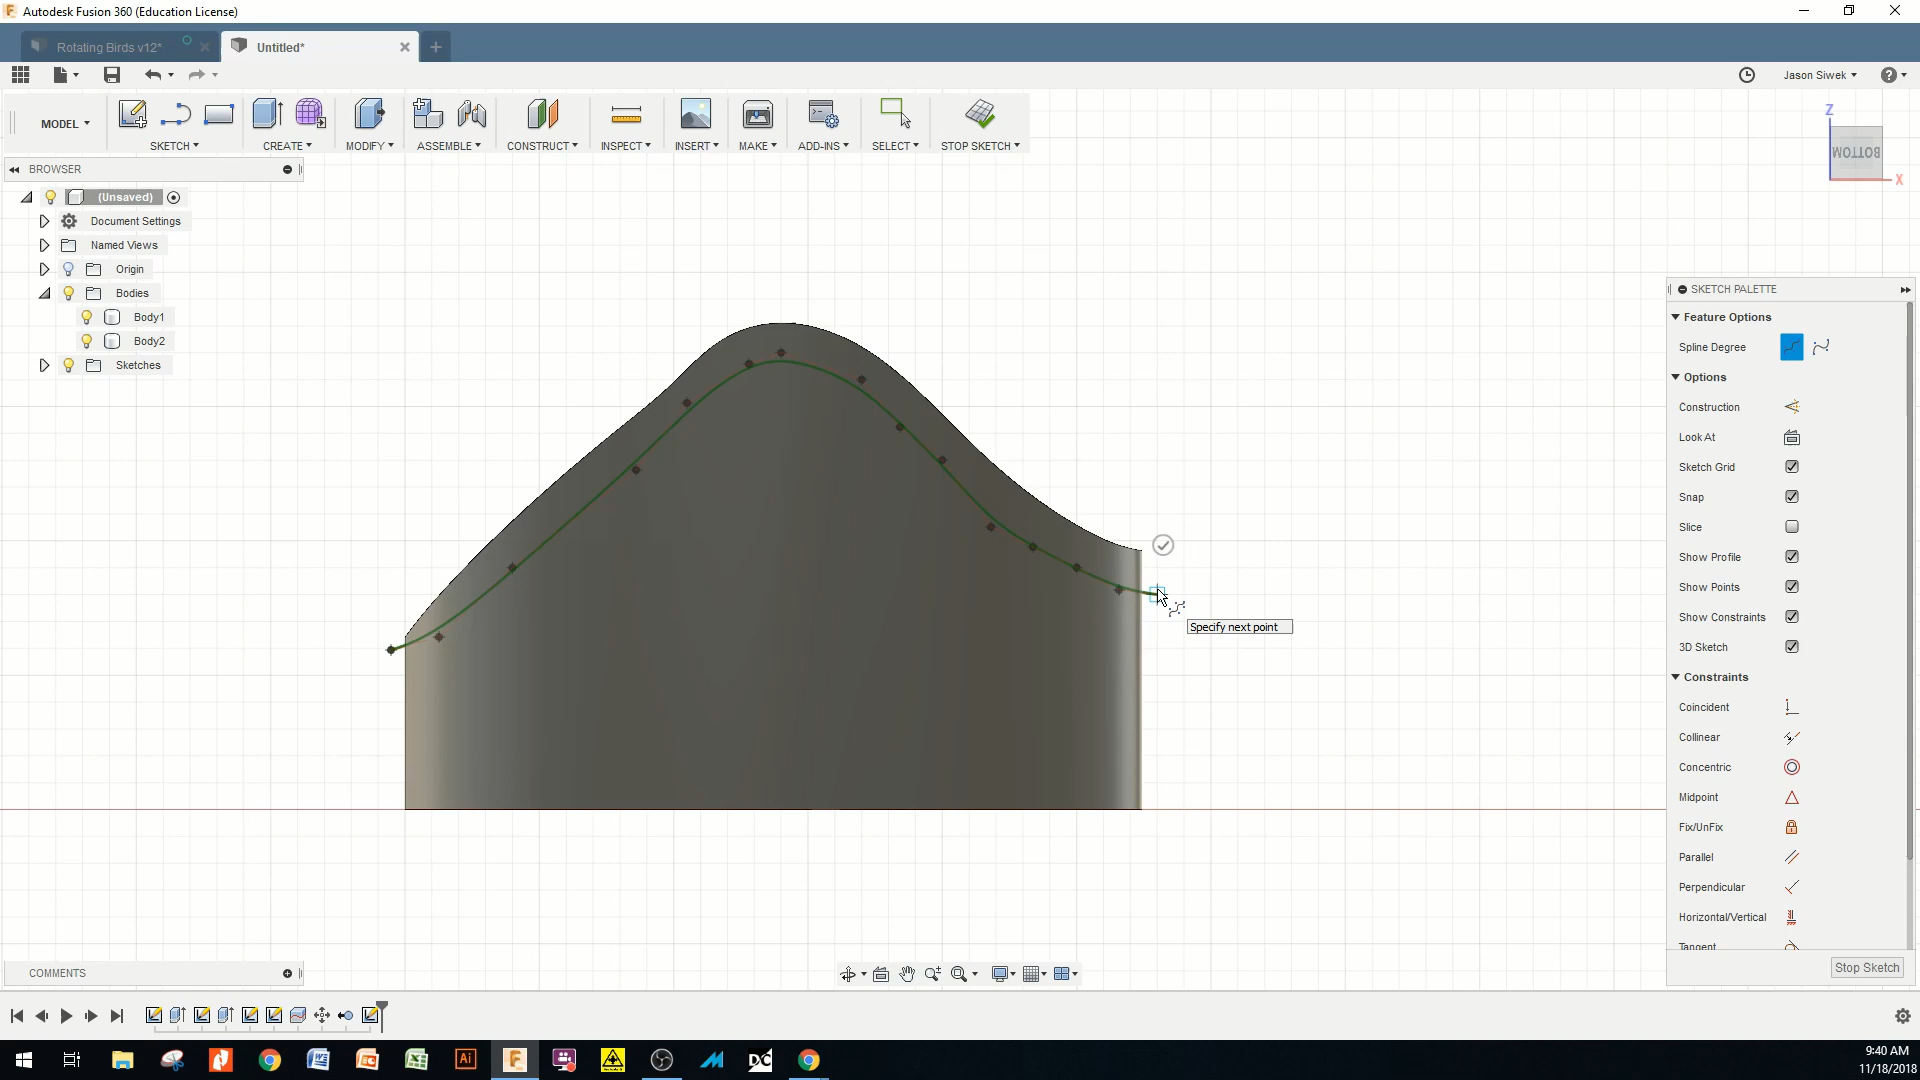 Autodesk Fusion 360 (Education License)
Rotating Birds v12*
Untitled*
Jason Siwek
MODEL
SKETCH
CREATE
MODIFY
ASSEMBLE
CONSTRUCT
INSPECT
INSERT
MAKE
ADD-INS
SELECT
STOP SKETCH
Z
BOTTOM
X
BROWSER
(Unsaved)
Document Settings
Named Views
Origin
Bodies
Body1
Body2
Sketches
Specify next point
SKETCH PALETTE
Feature Options
Spline Degree
Options
Construction
Look At
Sketch Grid
Snap
Slice
Show Profile
Show Points
Show Constraints
3D Sketch
Constraints
Coincident
Collinear
Concentric
Midpoint
Fix/UnFix
Parallel
Perpendicular
Horizontal/Vertical
Tangent
Stop Sketch
COMMENTS
Ai
DC
9:40 AM
11/18/2018